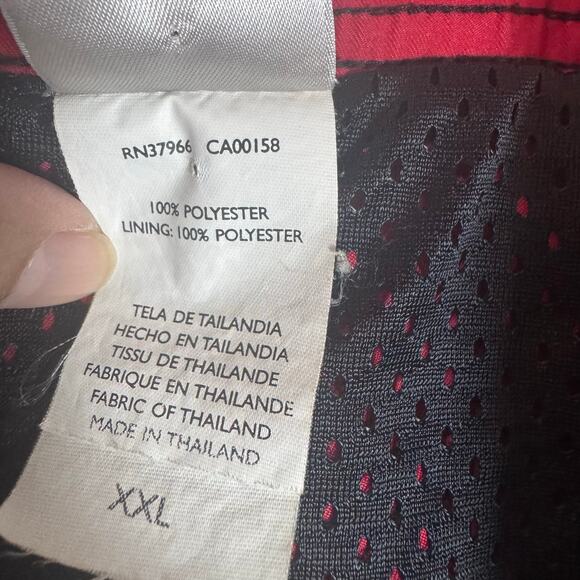 RN37966 CA00158
100% POLYESTER
LINING: 100% POLYESTER
TELA DE TAILANDIA
HECHO EN TAILANDIA
TISSU DE THAILANDE
FABRIQUE EN THAILANDE
FABRIC OF THAILAND
MADE IN THAILAND
XXL